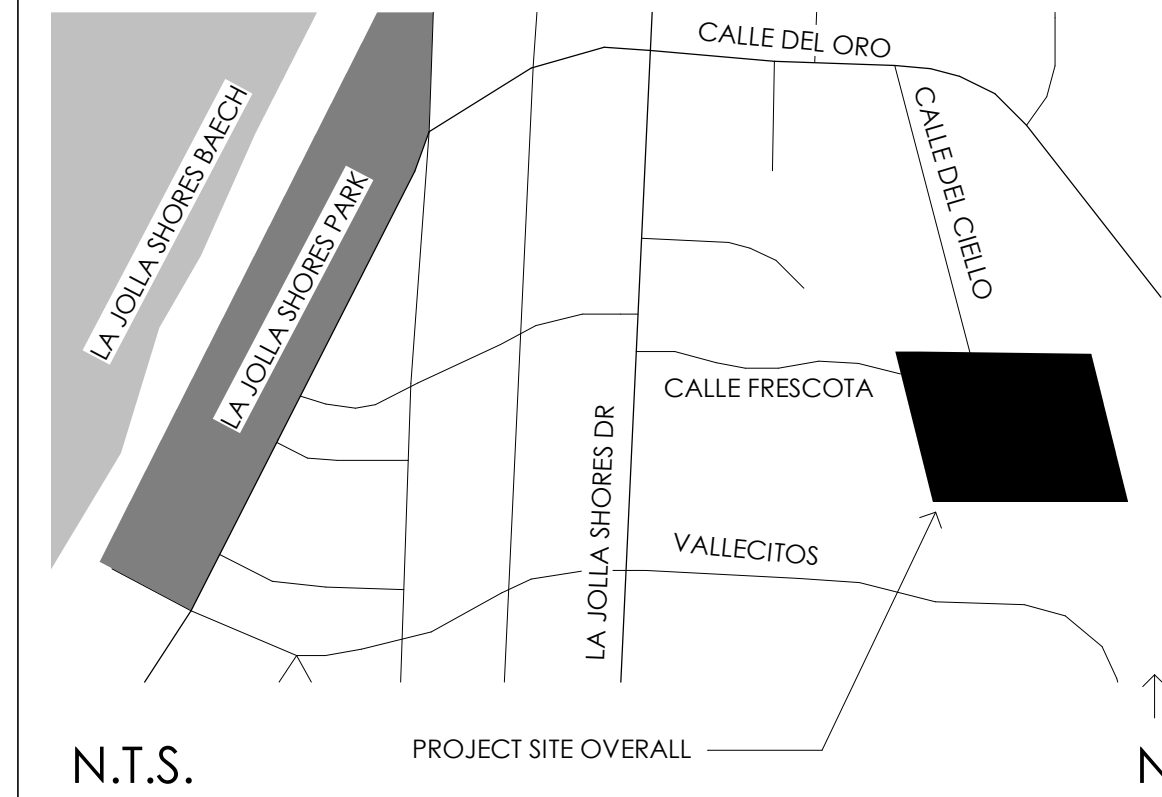 CALLE DEL ORO
LA JOLLA SHORES BAECH
LA JOLLA SHORES PARK
CALLE DEL CIELLO
CALLE FRESCOTA
LA JOLLA SHORES DR
VALLECITOS
PROJECT SITE OVERALL
N.T.S.
N